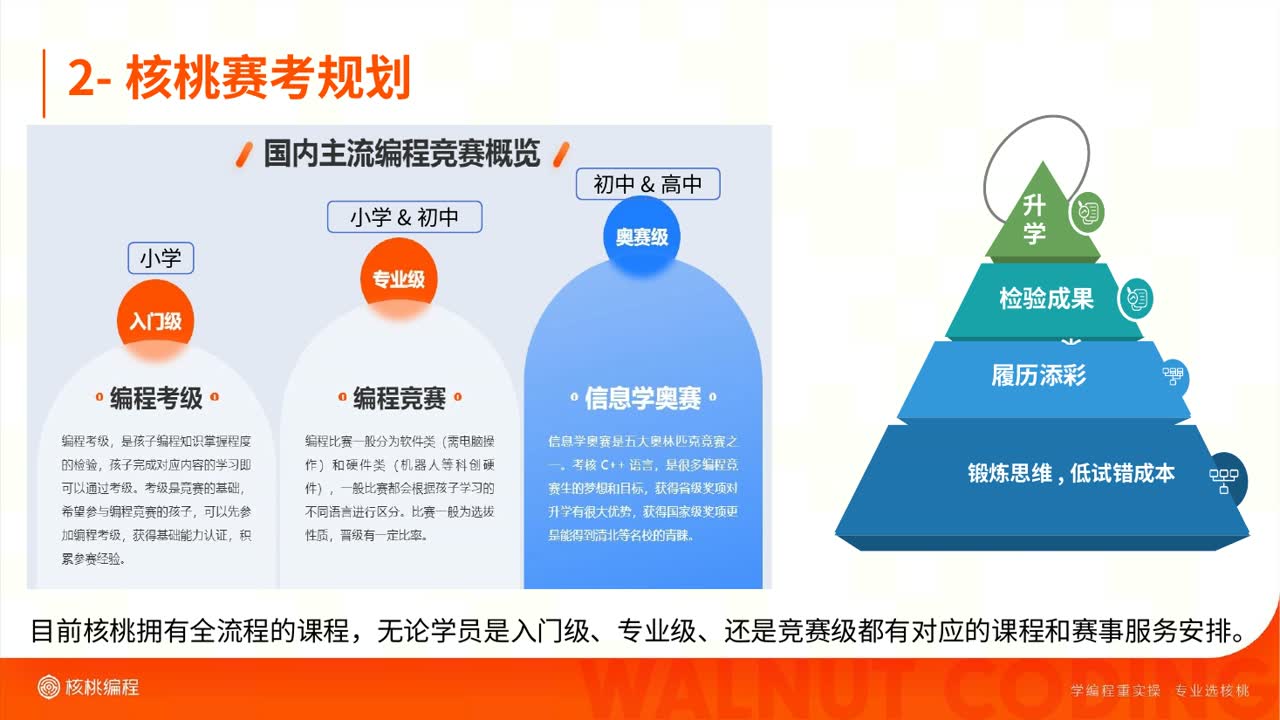 2- 核桃赛考规划
国内主流编程竞赛概览
小学
入门级
编程考级
编程考级，是孩子编程知识掌握程度
的检验，孩子完成对应内容的学习即
可以通过考级。考级是竞赛的基础，
希望参与编程竞赛的孩子，可以先参
加编程考级，获得基础能力认证，积
累参赛经验。
小学 & 初中
专业级
编程竞赛
编程比赛一般分为软件类（需电脑操
作）和硬件类（机器人等科创硬
件），一般比赛都会根据孩子学习的
不同语言进行区分。比赛一般为选拔
性质，晋级有一定比率。
初中 & 高中
奥赛级
信息学奥赛
信息学奥赛是五大奥林匹克竞赛之
一。考核 C++ 语言，是很多编程竞
赛生的梦想和目标，获得省级奖项对
升学有很大优势，获得国家级奖项更
是能得到清北等名校的青睐。
升
学
检验成果
履历添彩
锻炼思维 , 低试错成本
目前核桃拥有全流程的课程，无论学员是入门级、专业级、还是竞赛级都有对应的课程和赛事服务安排。
核桃编程
WALNUT CODING
学编程重实操 专业选核桃